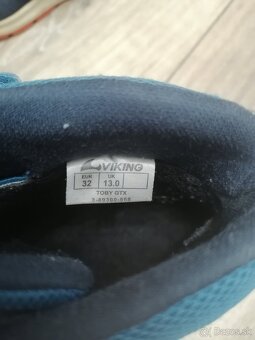 VIKING
EUR UK
32 13.0
TOBY GTX
Bazos.sk